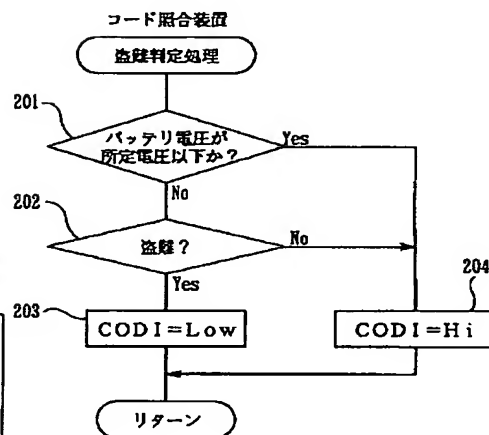 コード照合装置
盗難判定処理
201
バッテリ電圧が
所定電圧以下か？
Yes
No
202
盗難？
No
Yes
203
CODI=Low
204
CODI=Hi
リターン